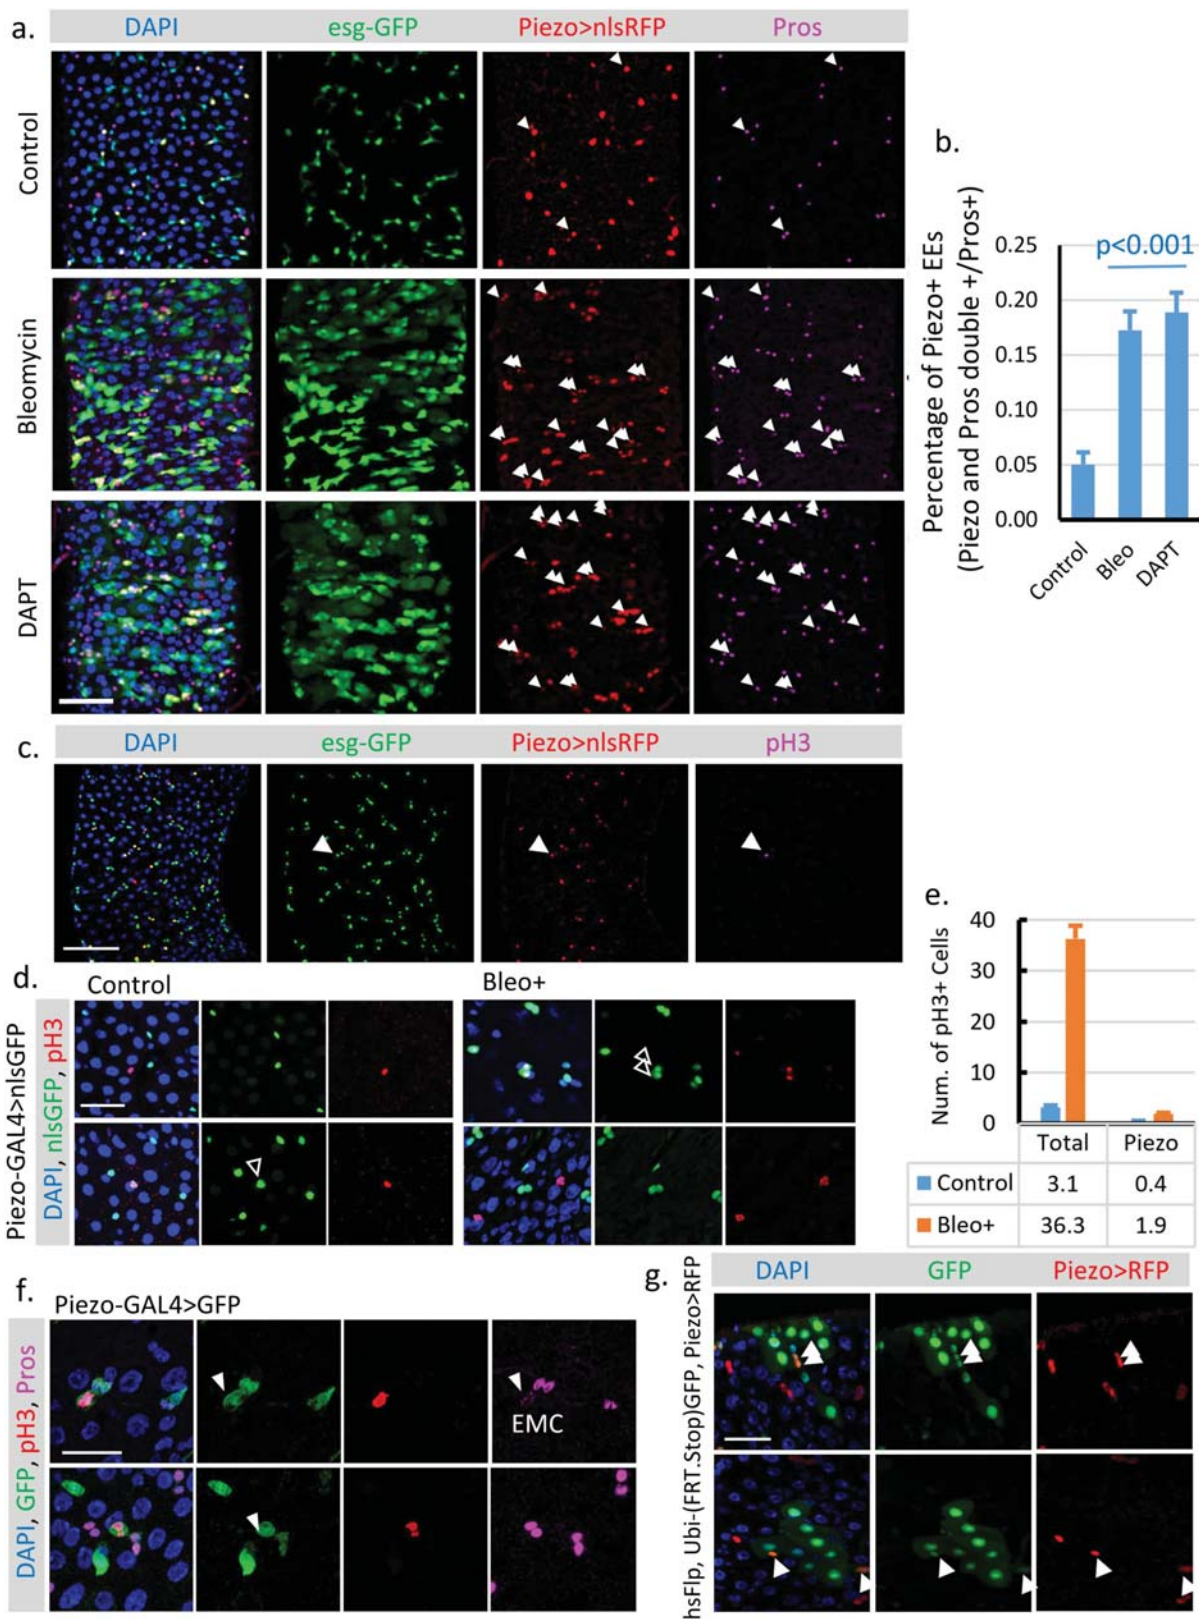 a.
DAPI esg-GFP Piezo>nlsRFP Pros
Control
Bleomycin
DAPT
b.
Percentage of Piezo+ EEs
(Piezo and Pros double +/Pros+)
0.25
0.20
0.15
0.10
0.05
0.00
p<0.001
Control Bleo DAPT
c.
DAPI esg-GFP Piezo>nlsRFP pH3
d.
Control Bleo+
Piezo-GAL4>nlsGFP
DAPI, nlsGFP, pH3
e.
Num. of pH3+ Cells
40
30
20
10
0
Total Piezo
Control 3.1 0.4
Bleo+ 36.3 1.9
f.
Piezo-GAL4>GFP
DAPI, GFP, pH3, Pros
EMC
g.
DAPI GFP Piezo>RFP
hsFlp, Ubi-(FRT.Stop)GFP, Piezo>RFP